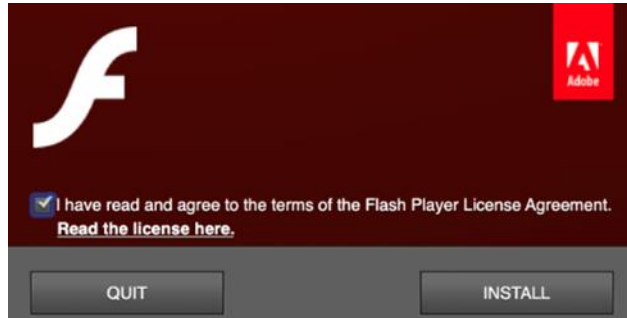 Adobe
I have read and agree to the terms of the Flash Player License Agreement.
Read the license here.
QUIT
INSTALL